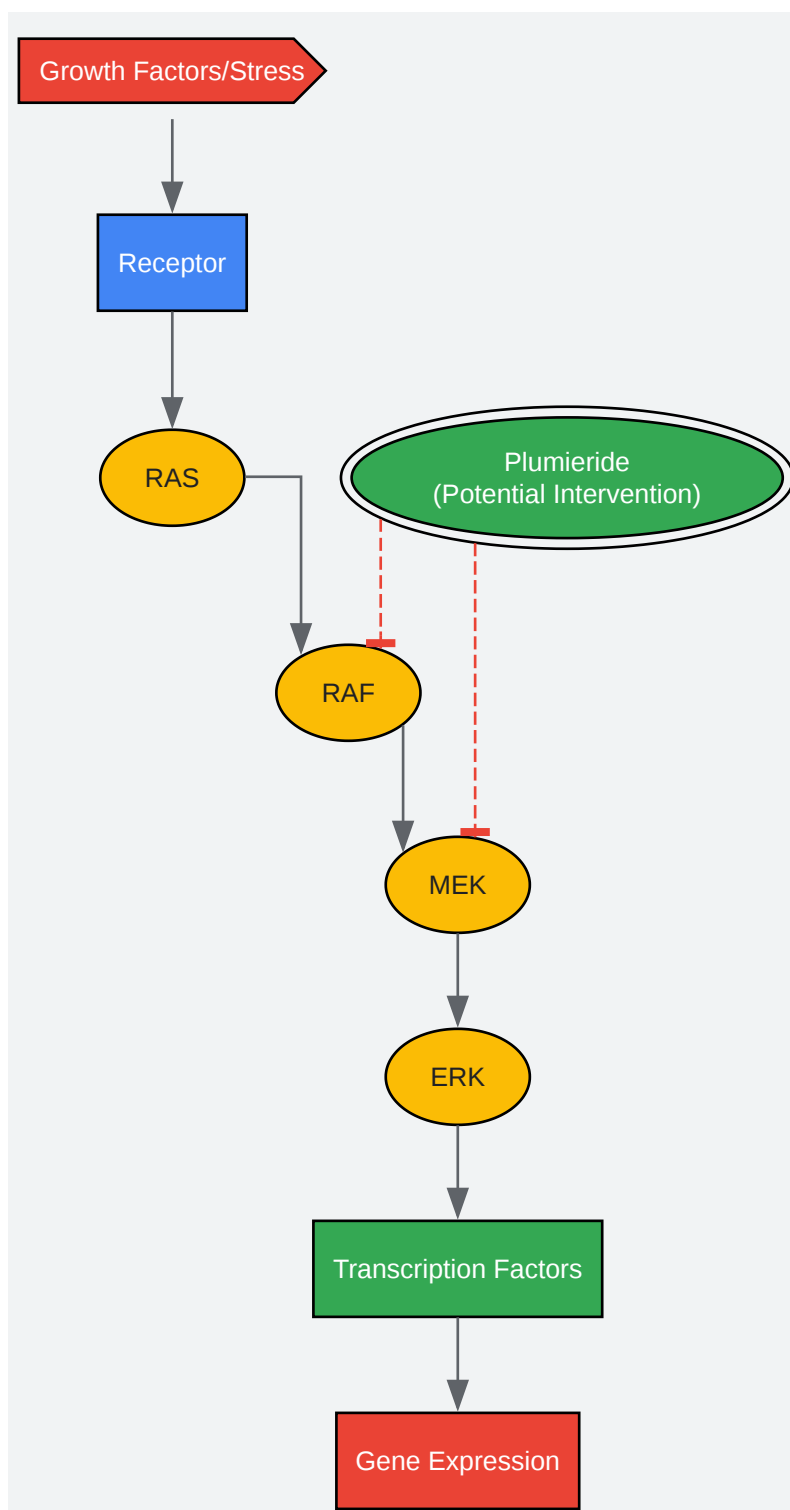 Growth Factors/Stress
Receptor
RAS
Plumieride
(Potential Intervention)
RAF
MEK
ERK
Transcription Factors
Gene Expression